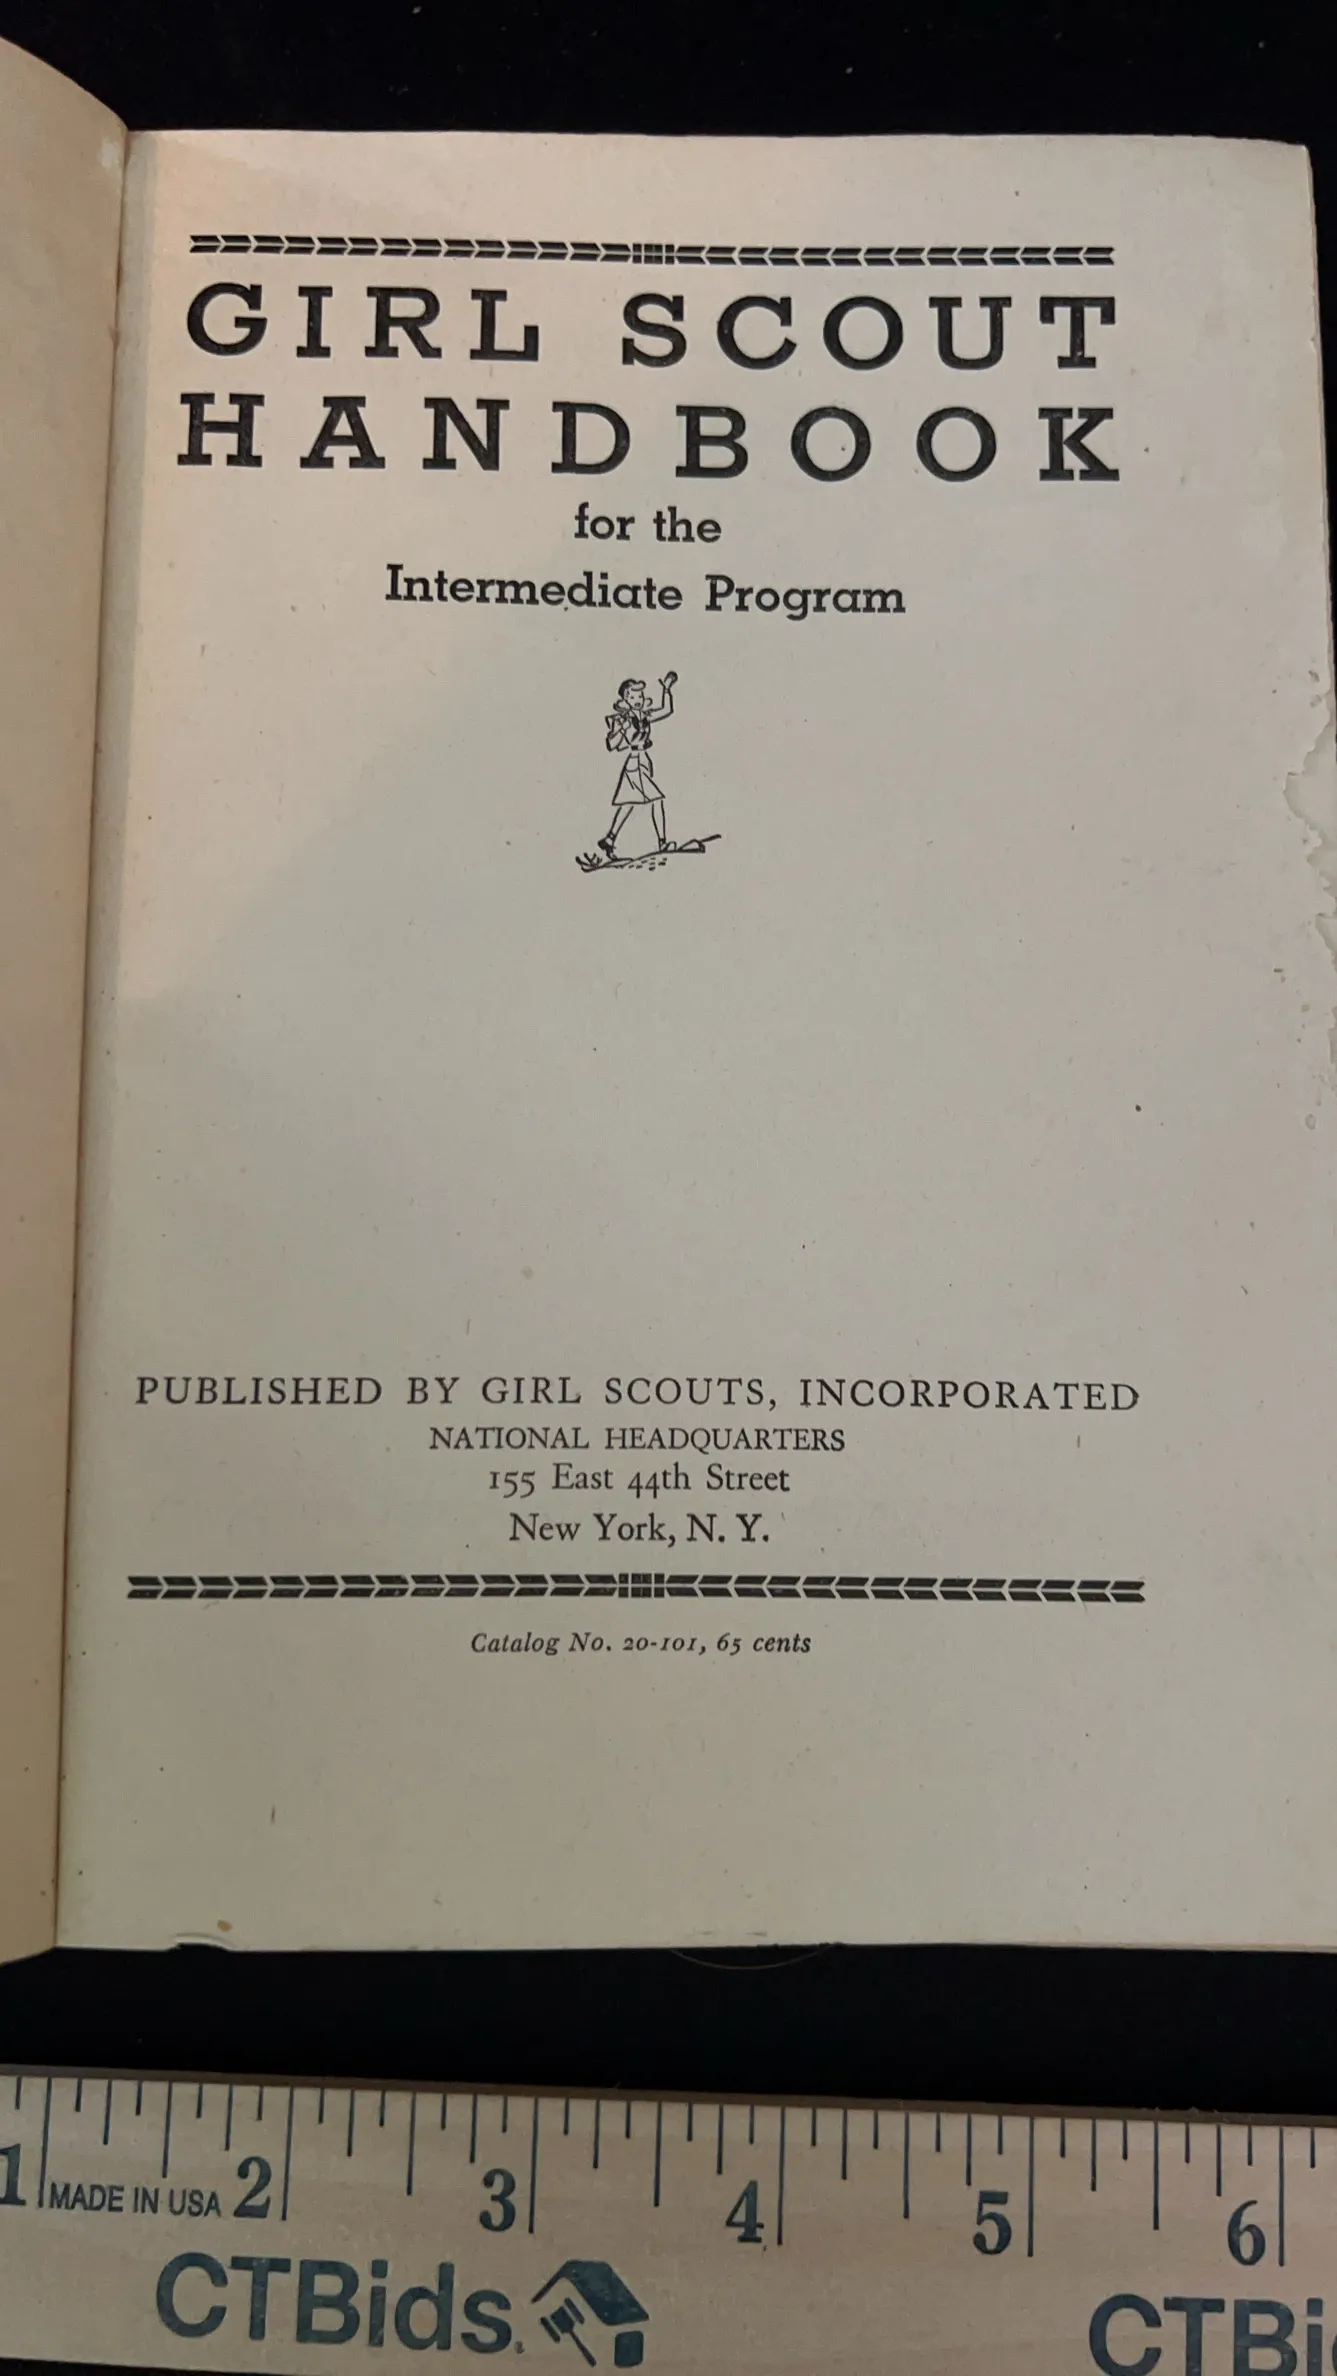 GIRL SCOUT
HANDBOOK
for the
Intermediate Program
PUBLISHED BY GIRL SCOUTS, INCORPORATED
NATIONAL HEADQUARTERS
155 East 44th Street
New York, N. Y.
Catalog No. 20-101, 65 cents
1 MADE IN USA 2 3 4 5 6
CTBids. CTBi